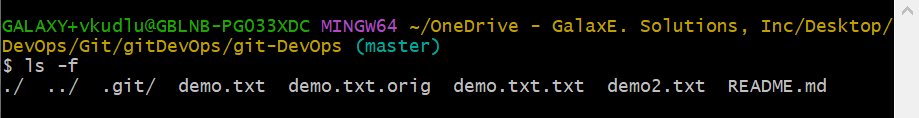 GALAXY+vkudlu@GBLNB-PG033XDC MINGW64 ~/OneDrive - GalaxE. Solutions, Inc/Desktop/
DevOps/Git/gitDevOps/git-DevOps (master)
$ ls -f
./  ../  .git/  demo.txt  demo.txt.orig  demo.txt.txt  demo2.txt  README.md